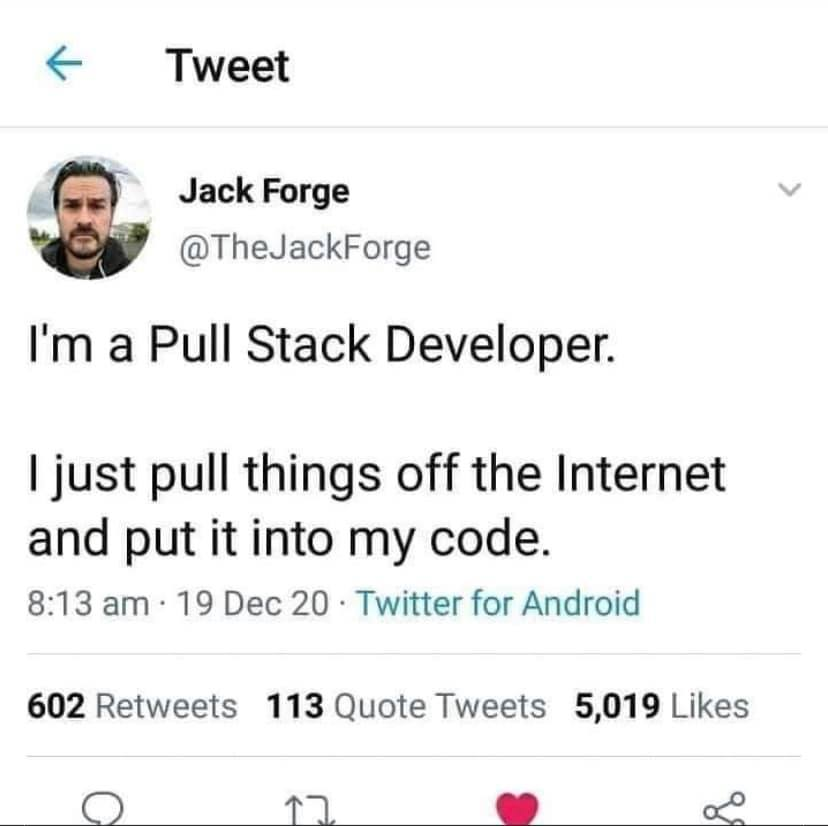 Tweet
Jack Forge
@TheJackForge
I'm a Pull Stack Developer.
I just pull things off the Internet
and put it into my code.
8:13 am · 19 Dec 20 · Twitter for Android
602 Retweets 113 Quote Tweets 5,019 Likes